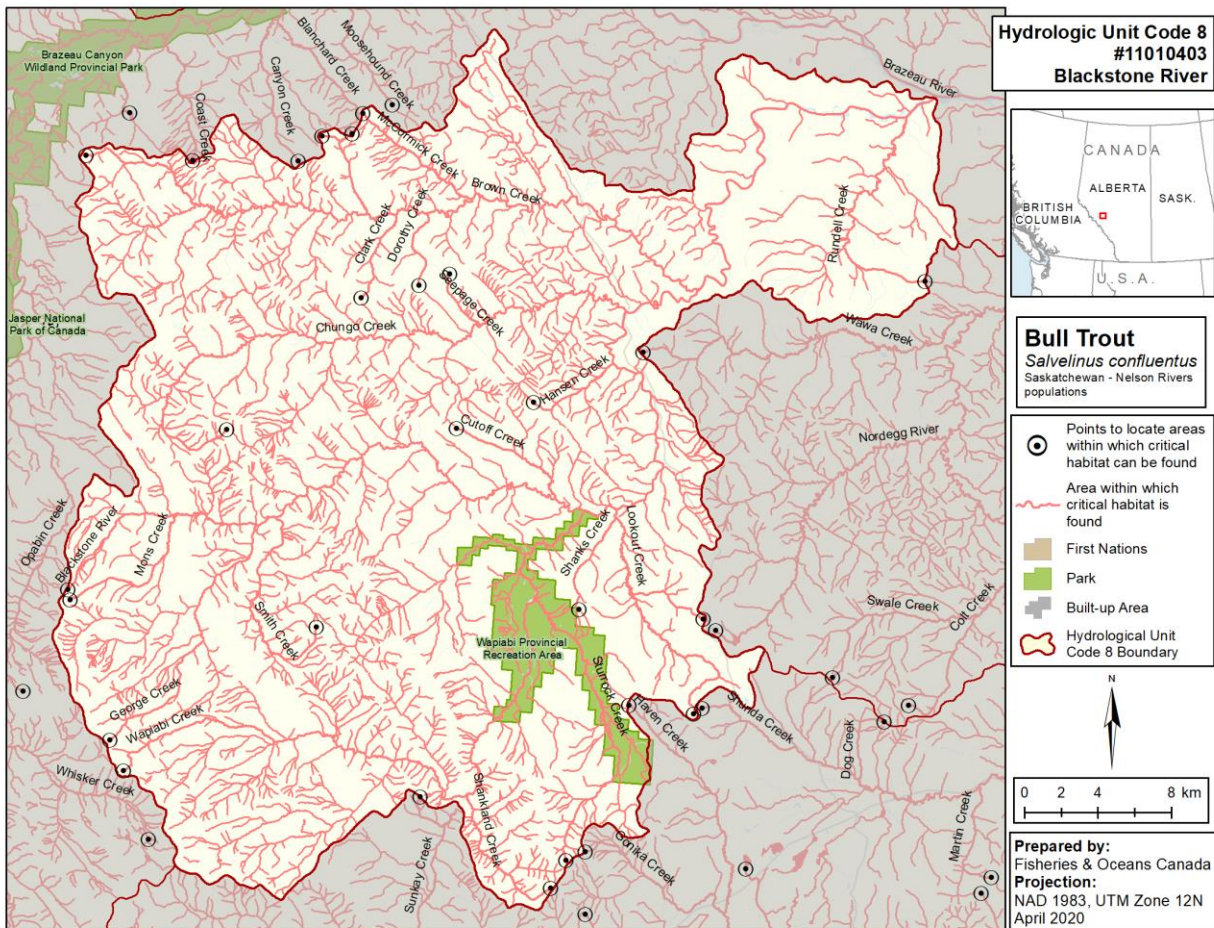 Hydrologic Unit Code 8
#11010403
Blackstone River
CANADA
ALBERTA
SASK.
BRITISH
COLUMBIA
U.S.A.
Bull Trout
Salvelinus confluentus
Saskatchewan - Nelson Rivers
populations
Points to locate areas
within which critical
habitat can be found
Area within which
critical habitat is
found
First Nations
Park
Built-up Area
Hydrological Unit
Code 8 Boundary
N
0 2 4 8 km
Prepared by:
Fisheries & Oceans Canada
Projection:
NAD 1983, UTM Zone 12N
April 2020
Brazeau Canyon
Wildland Provincial Park
Coast Creek
Canyon Creek
Blanchard Creek
Moosehound Creek
McCormick Creek
Brown Creek
Brazeau River
Clark Creek
Dorothy Creek
Rundell Creek
Seepage Creek
Jasper National
Park of Canada
Chungo Creek
Wawa Creek
Hansen Creek
Cutoff Creek
Nordegg River
Opabin Creek
Blackstone River
Mons Creek
Shanks Creek
Lookout Creek
Swale Creek
Colt Creek
Smith Creek
Wapiabi Provincial
Recreation Area
Sturrock Creek
George Creek
Wapiabi Creek
Haven Creek
Shunda Creek
Dog Creek
Whisker Creek
Shankland Creek
Sunkay Creek
Gonika Creek
Martin Creek